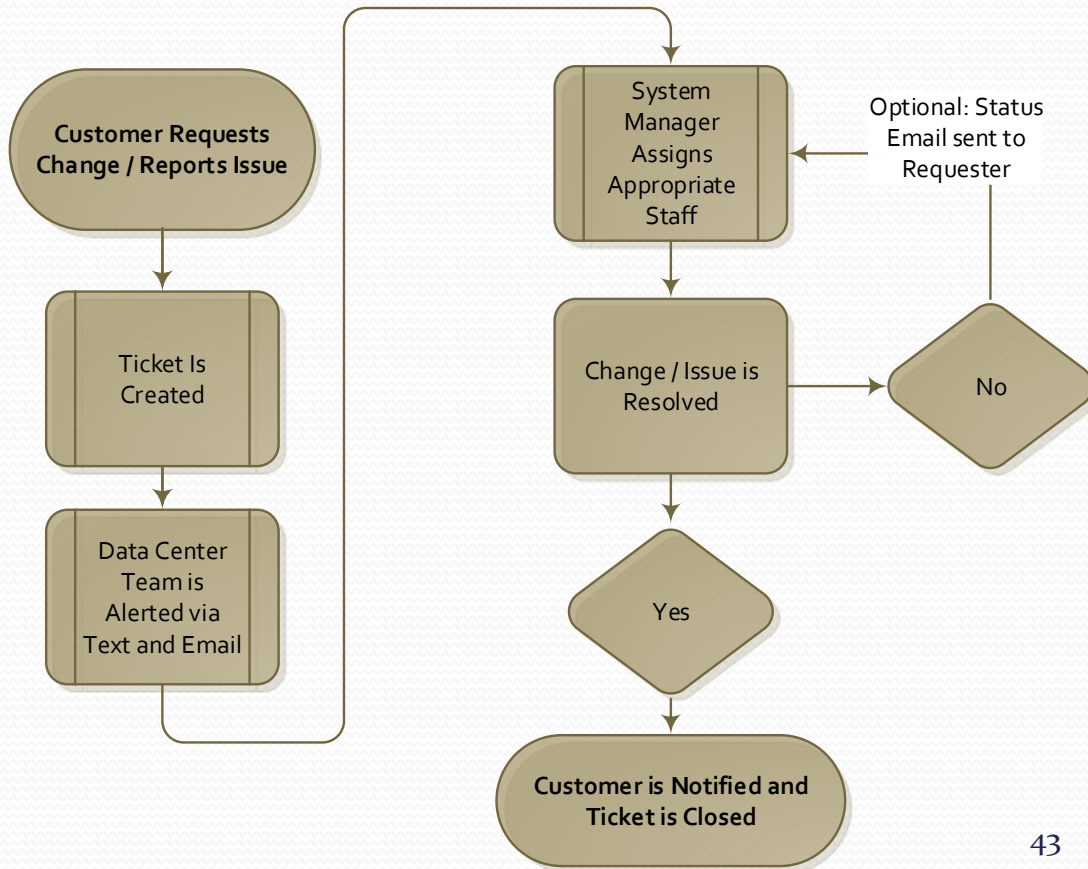 Customer Requests
Change / Reports Issue
Ticket Is
Created
Data Center
Team is
Alerted via
Text and Email
System
Manager
Assigns
Appropriate
Staff
Optional: Status
Email sent to
Requester
Change / Issue is
Resolved
No
Yes
Customer is Notified and
Ticket is Closed
43